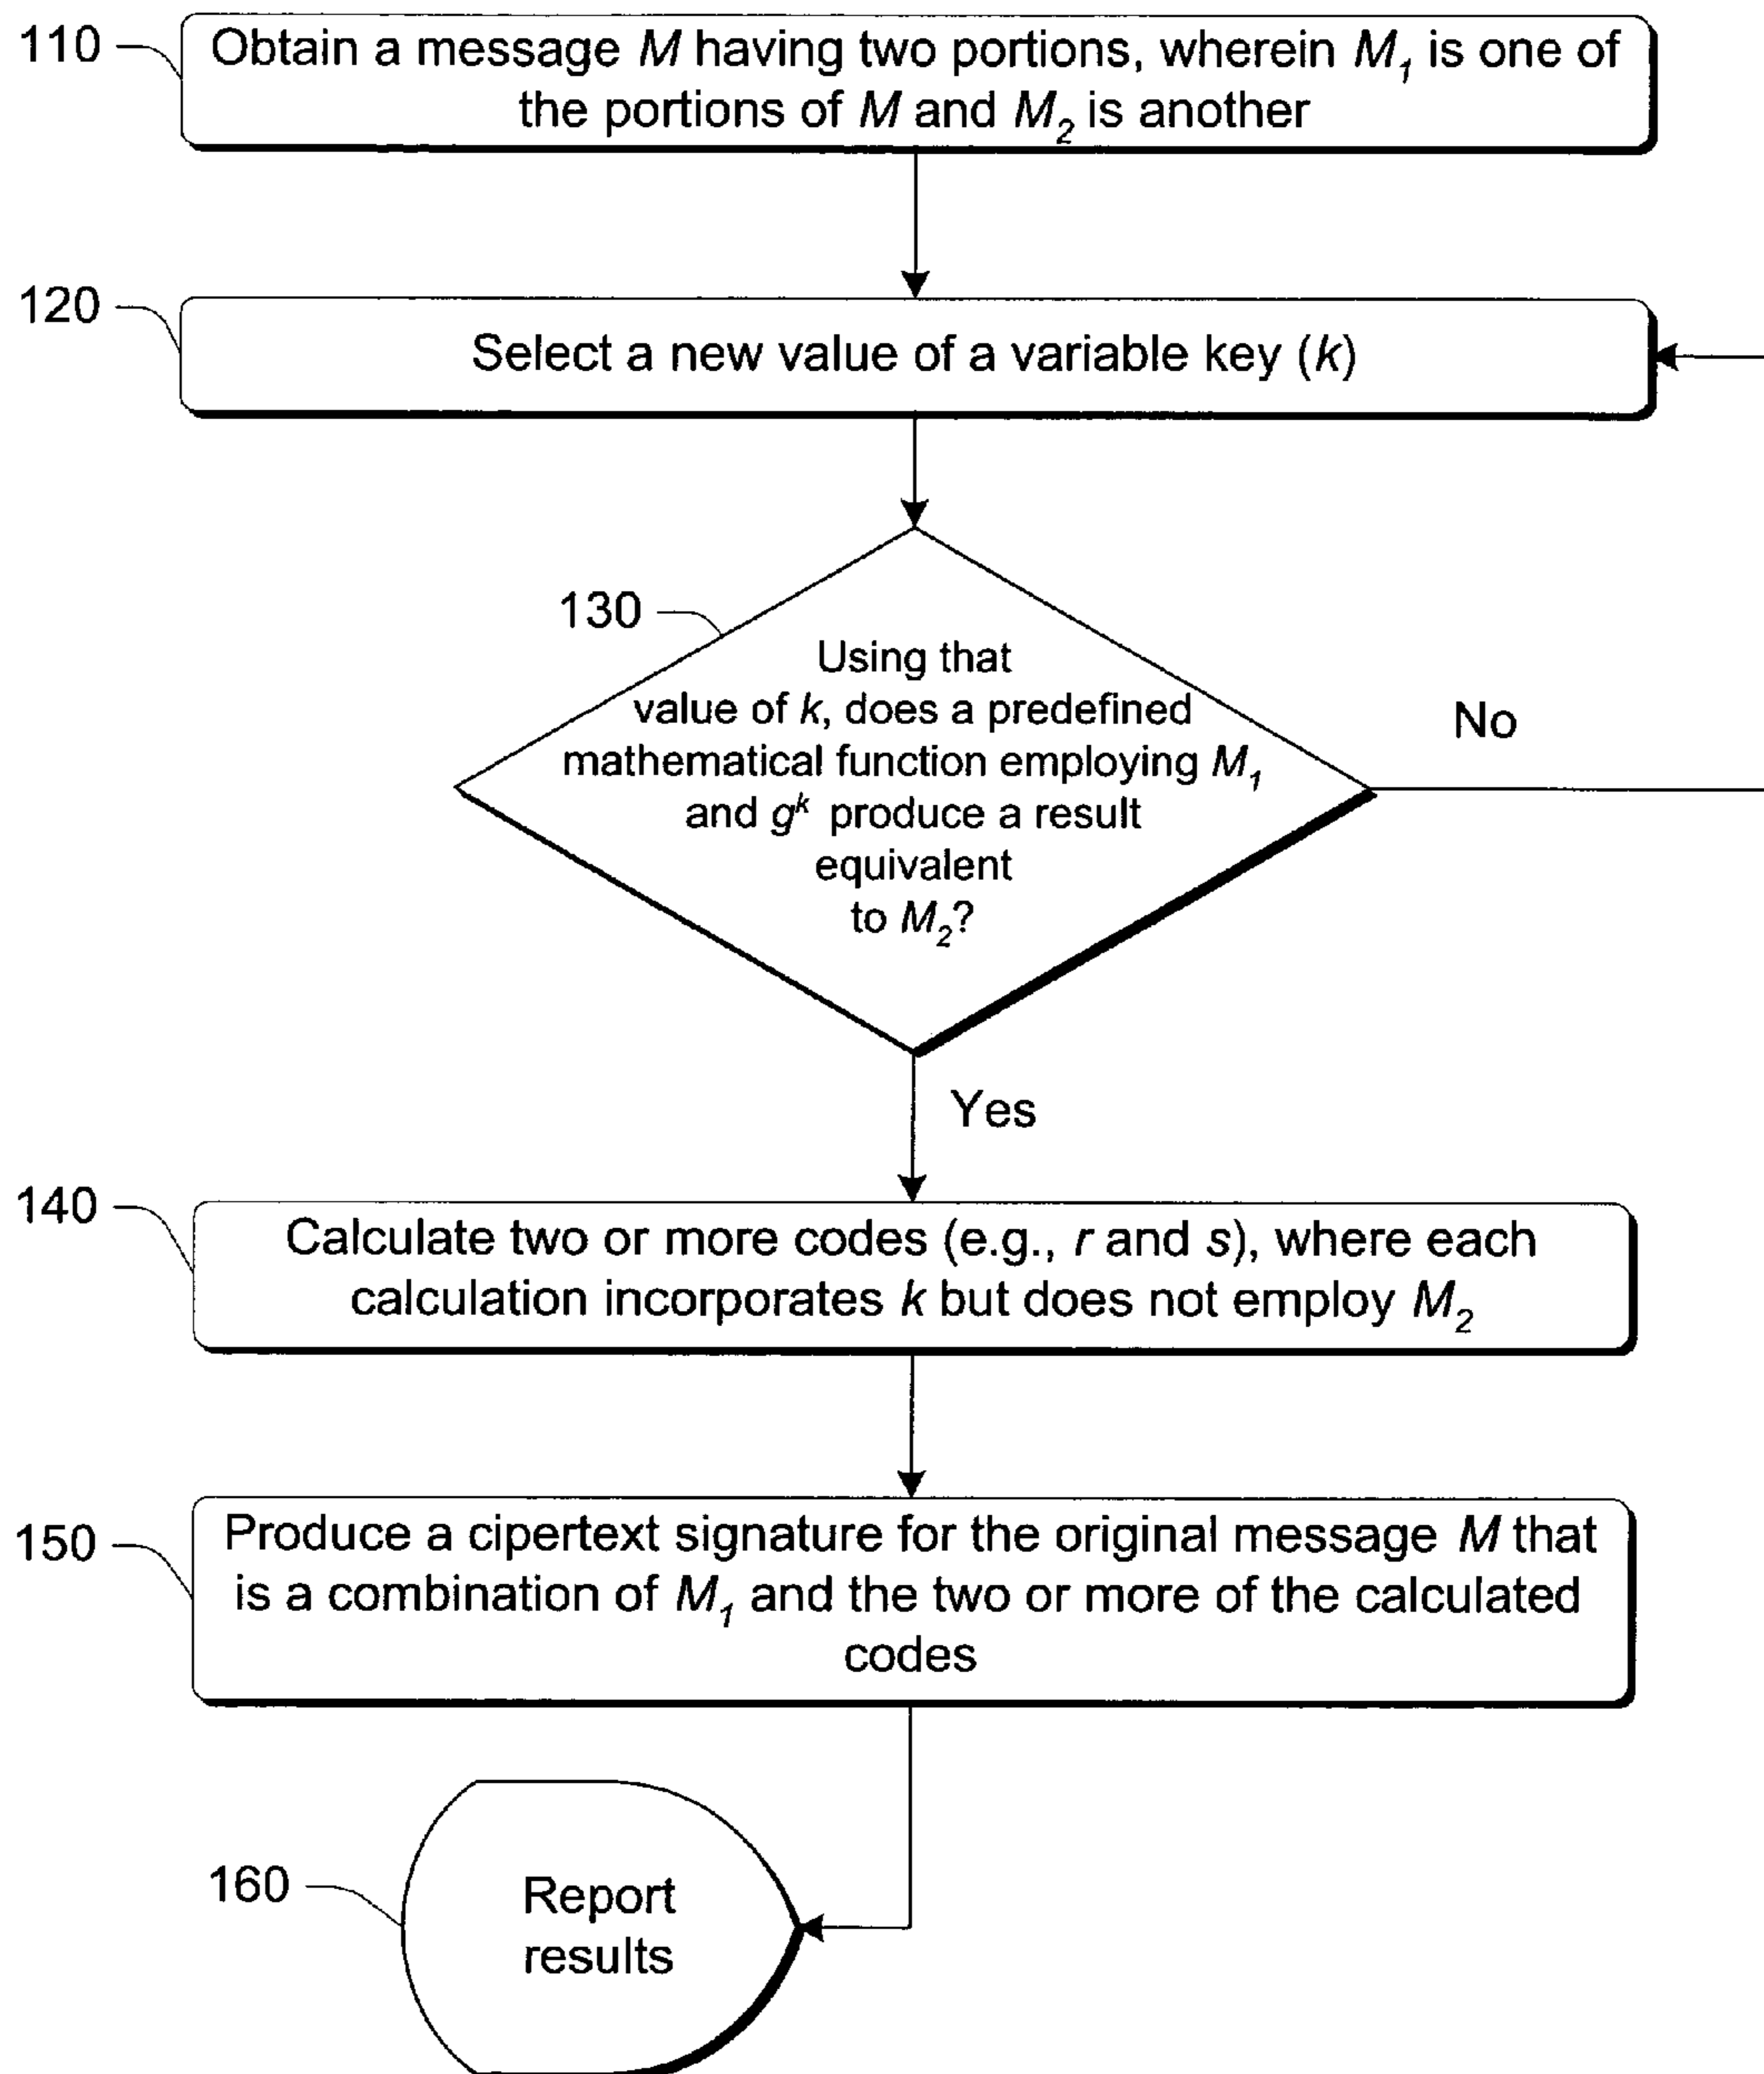 110
Obtain a message M having two portions, wherein M1 is one of
the portions of M and M2 is another
120
Select a new value of a variable key (k)
130
Using that
value of k, does a predefined
mathematical function employing M1
and g^k produce a result
equivalent
to M2?
No
Yes
140
Calculate two or more codes (e.g., r and s), where each
calculation incorporates k but does not employ M2
150
Produce a cipertext signature for the original message M that
is a combination of M1 and the two or more of the calculated
codes
160
Report
results